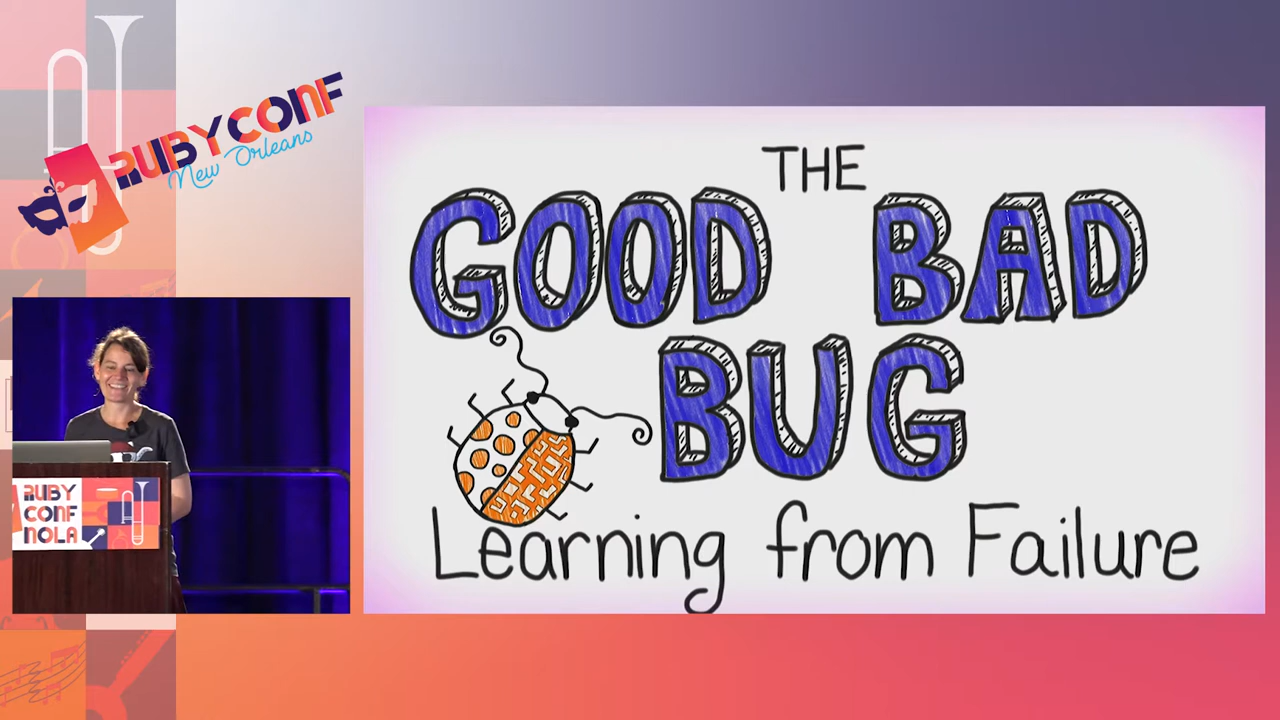 RUBYCONF
New Orleans
THE
GOOD BAD
BUG
Learning from Failure
RUBY
CONF
NOLA